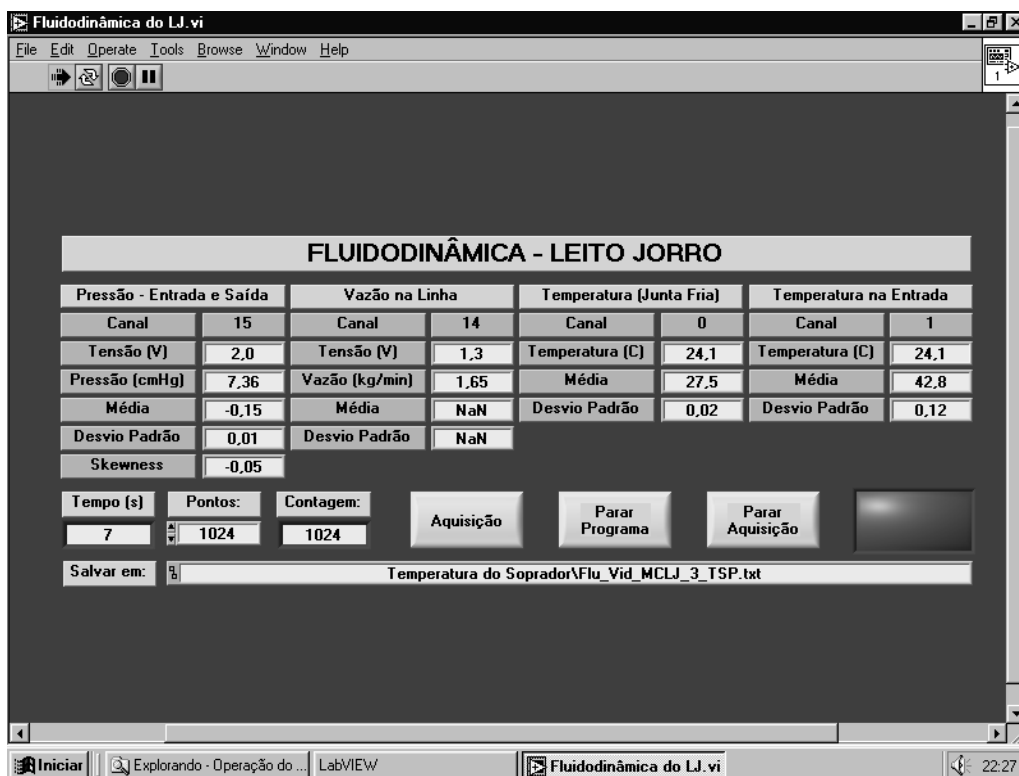 Fluidodinâmica do LJ.vi
File Edit Operate Tools Browse Window Help
1
FLUIDODINÂMICA - LEITO JORRO
Pressão - Entrada e Saída Vazão na Linha Temperatura (Junta Fria) Temperatura na Entrada
Canal 15 Canal 14 Canal 0 Canal 1
Tensão (V) 2,0 Tensão (V) 1,3 Temperatura (C) 24,1 Temperatura (C) 24,1
Pressão (cmHg) 7,36 Vazão (kg/min) 1,65 Média 27,5 Média 42,8
Média -0,15 Média NaN Desvio Padrão 0,02 Desvio Padrão 0,12
Desvio Padrão 0,01 Desvio Padrão NaN
Skewness -0,05
Tempo (s) Pontos: Contagem:
7 1024 1024
Aquisição
Parar
Programa
Parar
Aquisição
Salvar em: Temperatura do Soprador\Flu_Vid_MCLJ_3_TSP.txt
Iniciar Explorando - Operação do ... LabVIEW Fluidodinâmica do LJ.vi 22:27